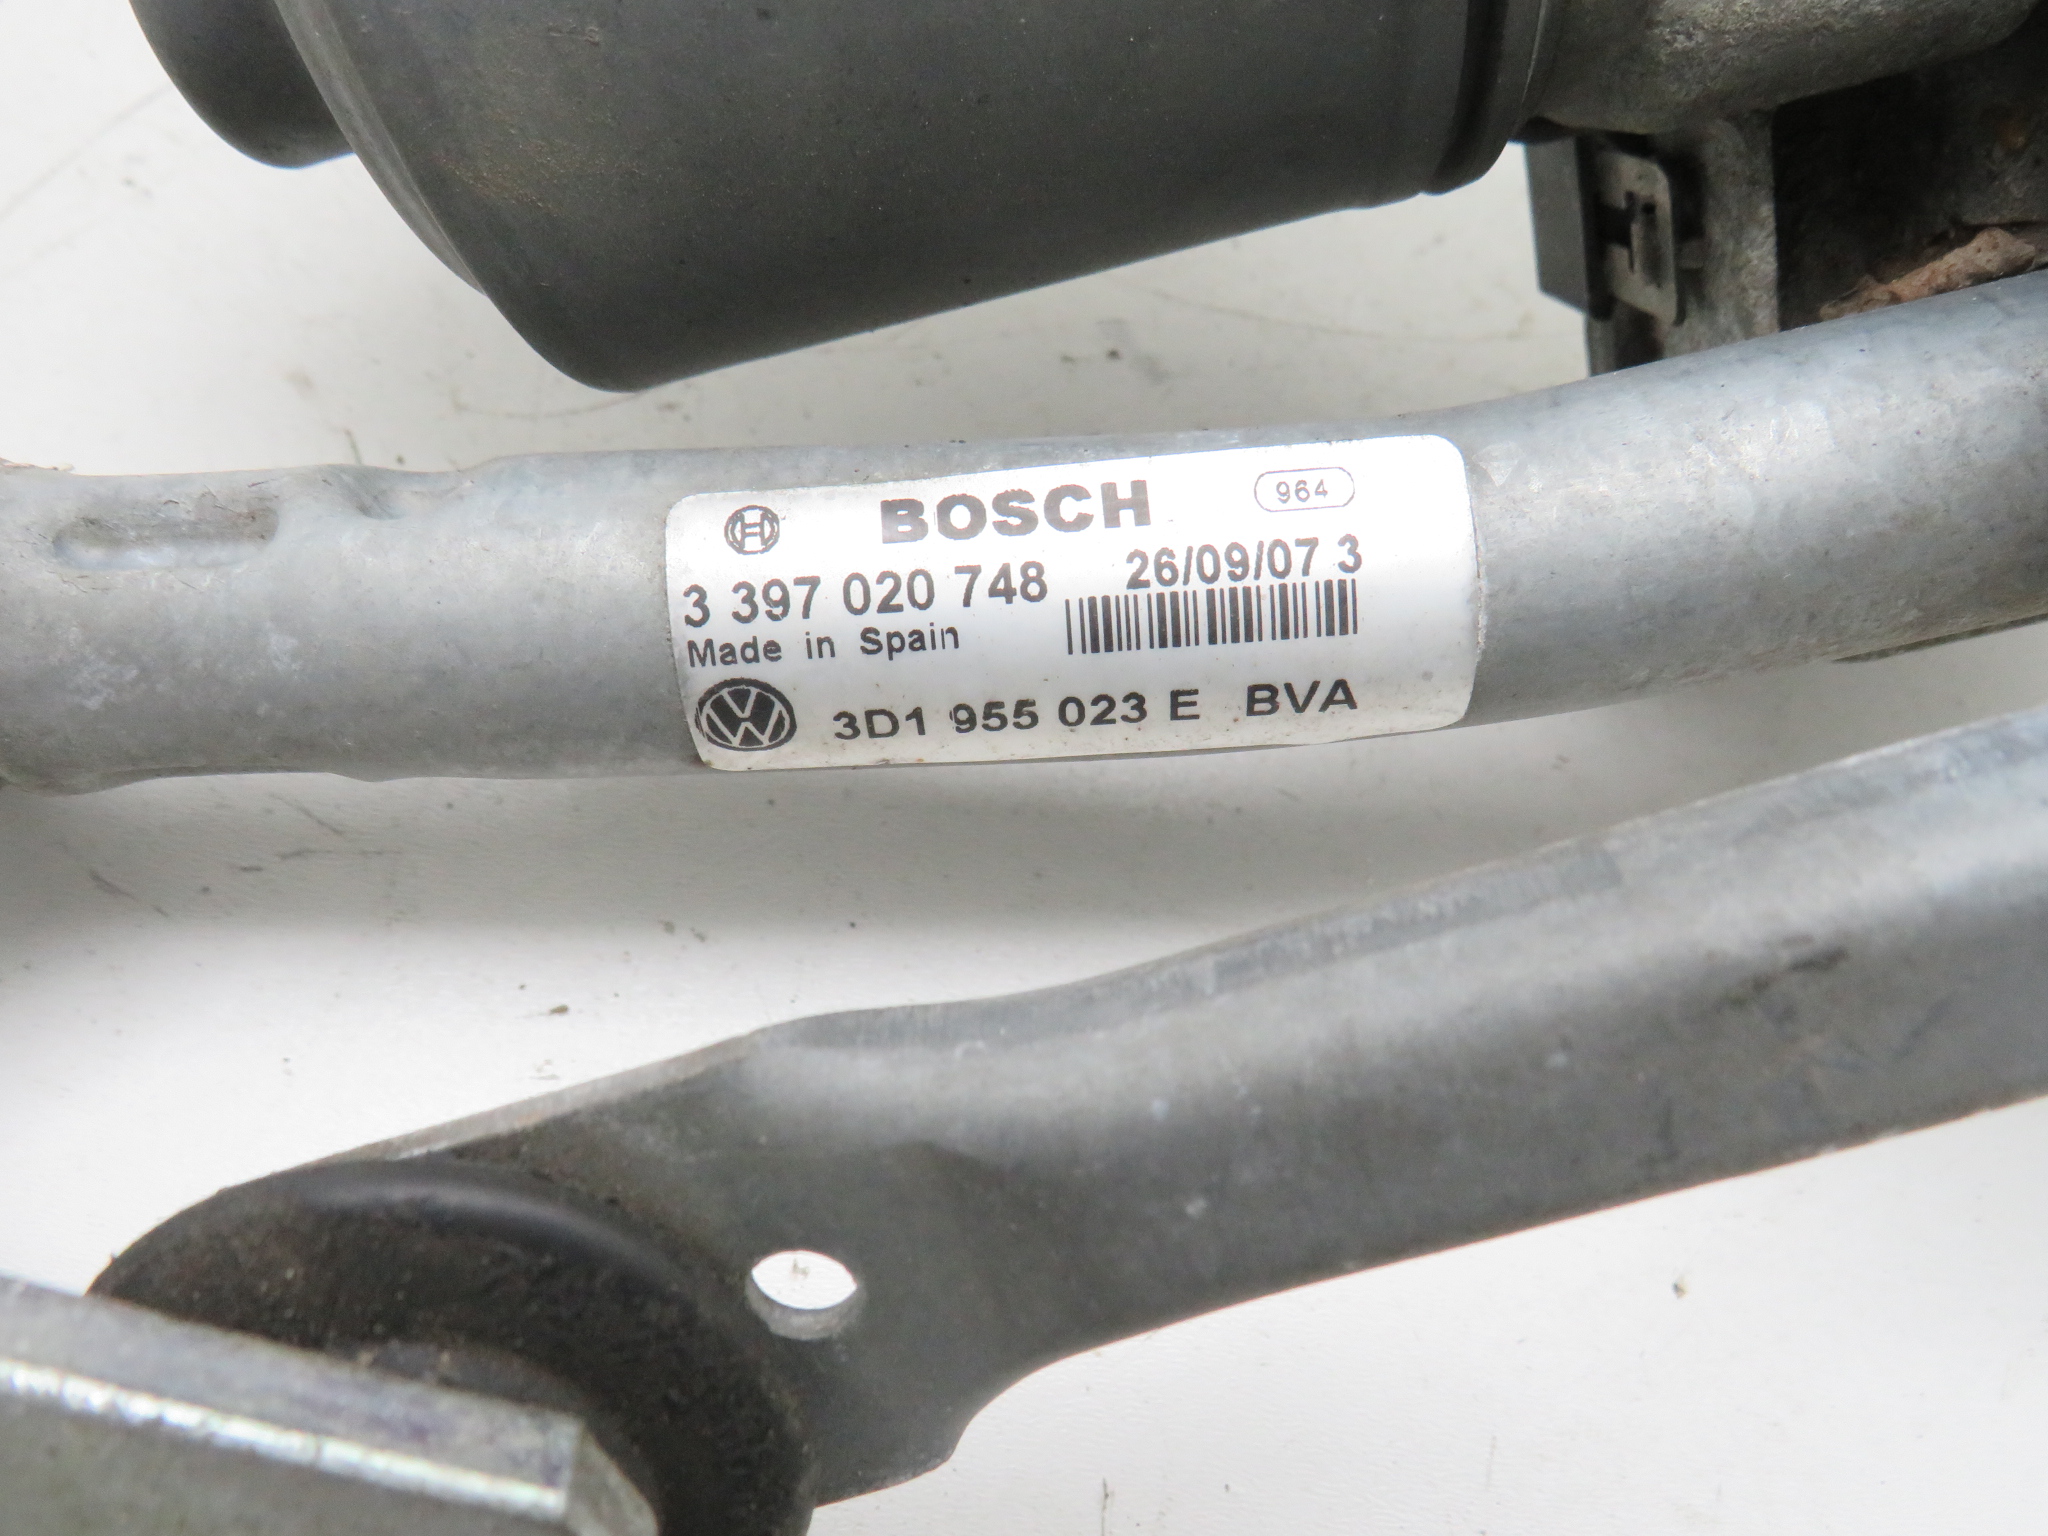 BOSCH 964
3 397 020 748 26/09/07 3
Made in Spain
3D1 955 023 E BVA